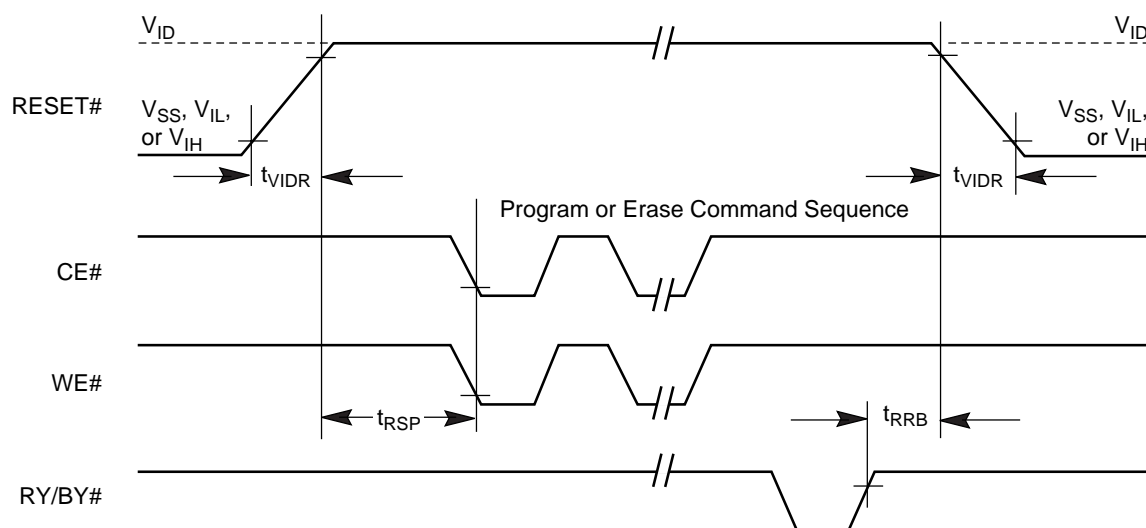 V_ID
V_ID
RESET#
V_SS, V_IL,
or V_IH
V_SS, V_IL,
or V_IH
t_VIDR
t_VIDR
Program or Erase Command Sequence
CE#
WE#
t_RSP
t_RRB
RY/BY#